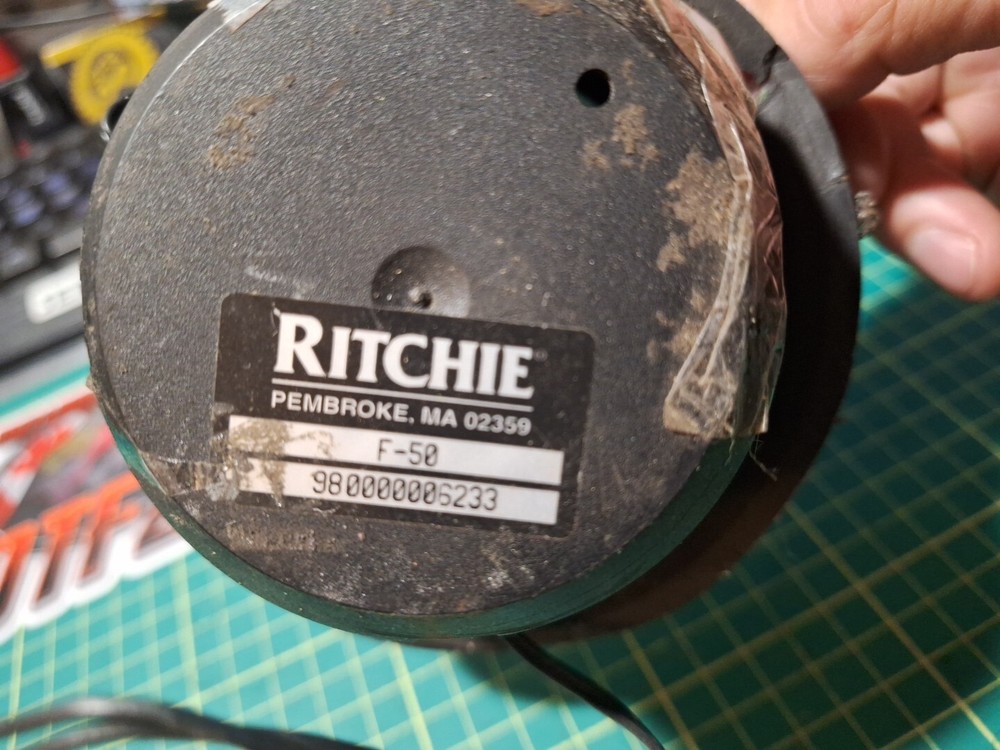 RITCHIE
PEMBROKE, MA 02359
F-50
980000006233